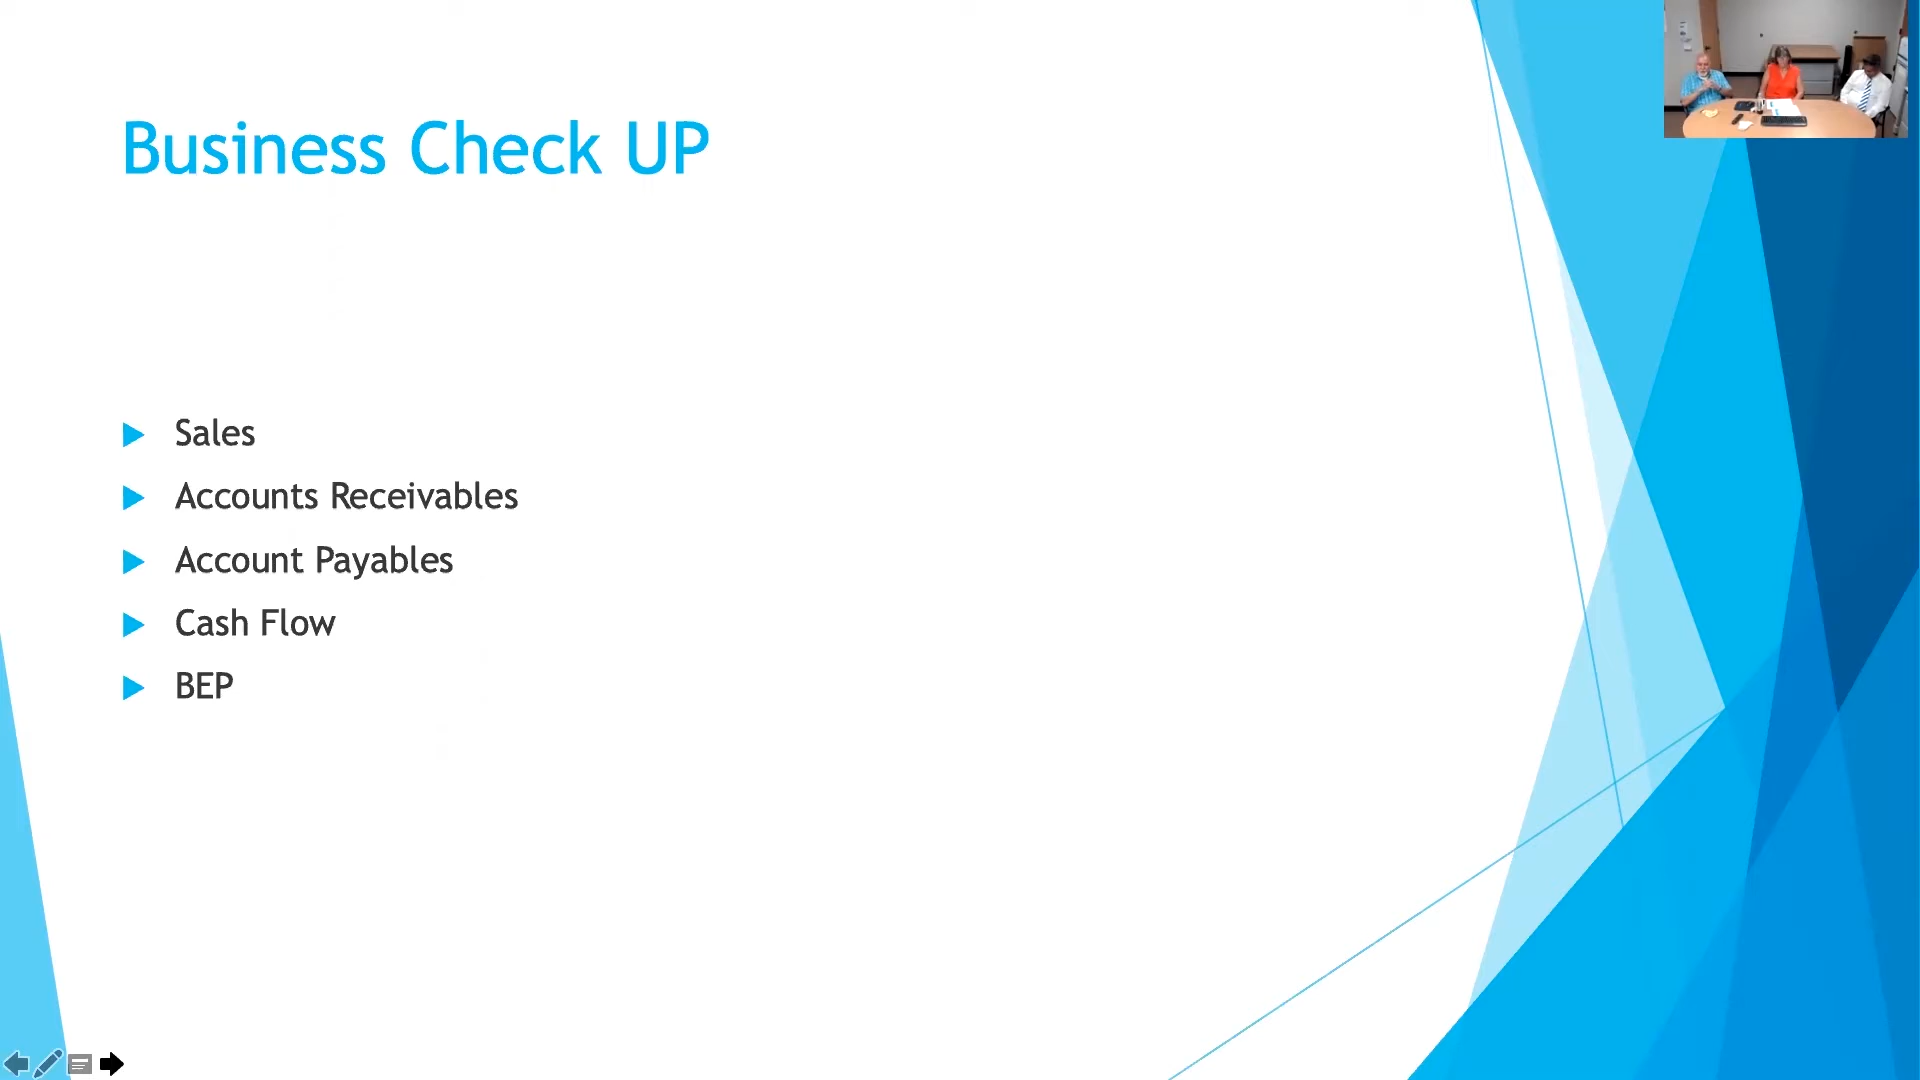 Business Check UP
Sales
Accounts Receivables
Account Payables
Cash Flow
BEP